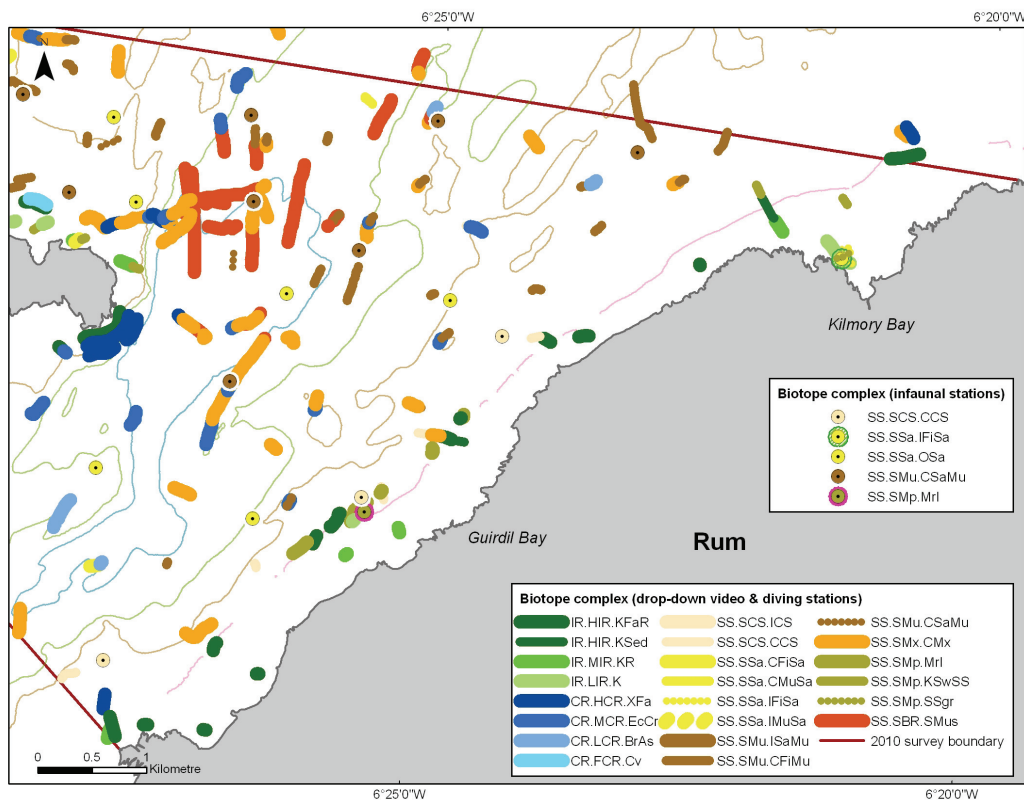 6°25'0"W
6°20'0"W
N
Kilmory Bay
Biotope complex (infaunal stations)
SS.SCS.CCS
SS.SSa.IFiSa
SS.SSa.OSa
SS.SMu.CSaMu
SS.SMp.Mrl
Guirdil Bay
Rum
Biotope complex (drop-down video & diving stations)
IR.HIR.KFaR
SS.SCS.ICS
SS.SMu.CSaMu
IR.HIR.KSed
SS.SCS.CCS
SS.SMx.CMx
IR.MIR.KR
SS.SSa.CFiSa
SS.SMp.Mrl
IR.LIR.K
SS.SSa.CMuSa
SS.SMp.KSwSS
CR.HCR.XFa
SS.SSa.IFiSa
SS.SMp.SSgr
CR.MCR.EcCr
SS.SSa.IMuSa
SS.SBR.SMus
CR.LCR.BrAs
SS.SMu.ISaMu
2010 survey boundary
CR.FCR.Cv
SS.SMu.CFiMu
0 0,5 1
Kilometre
6°25'0"W
6°20'0"W